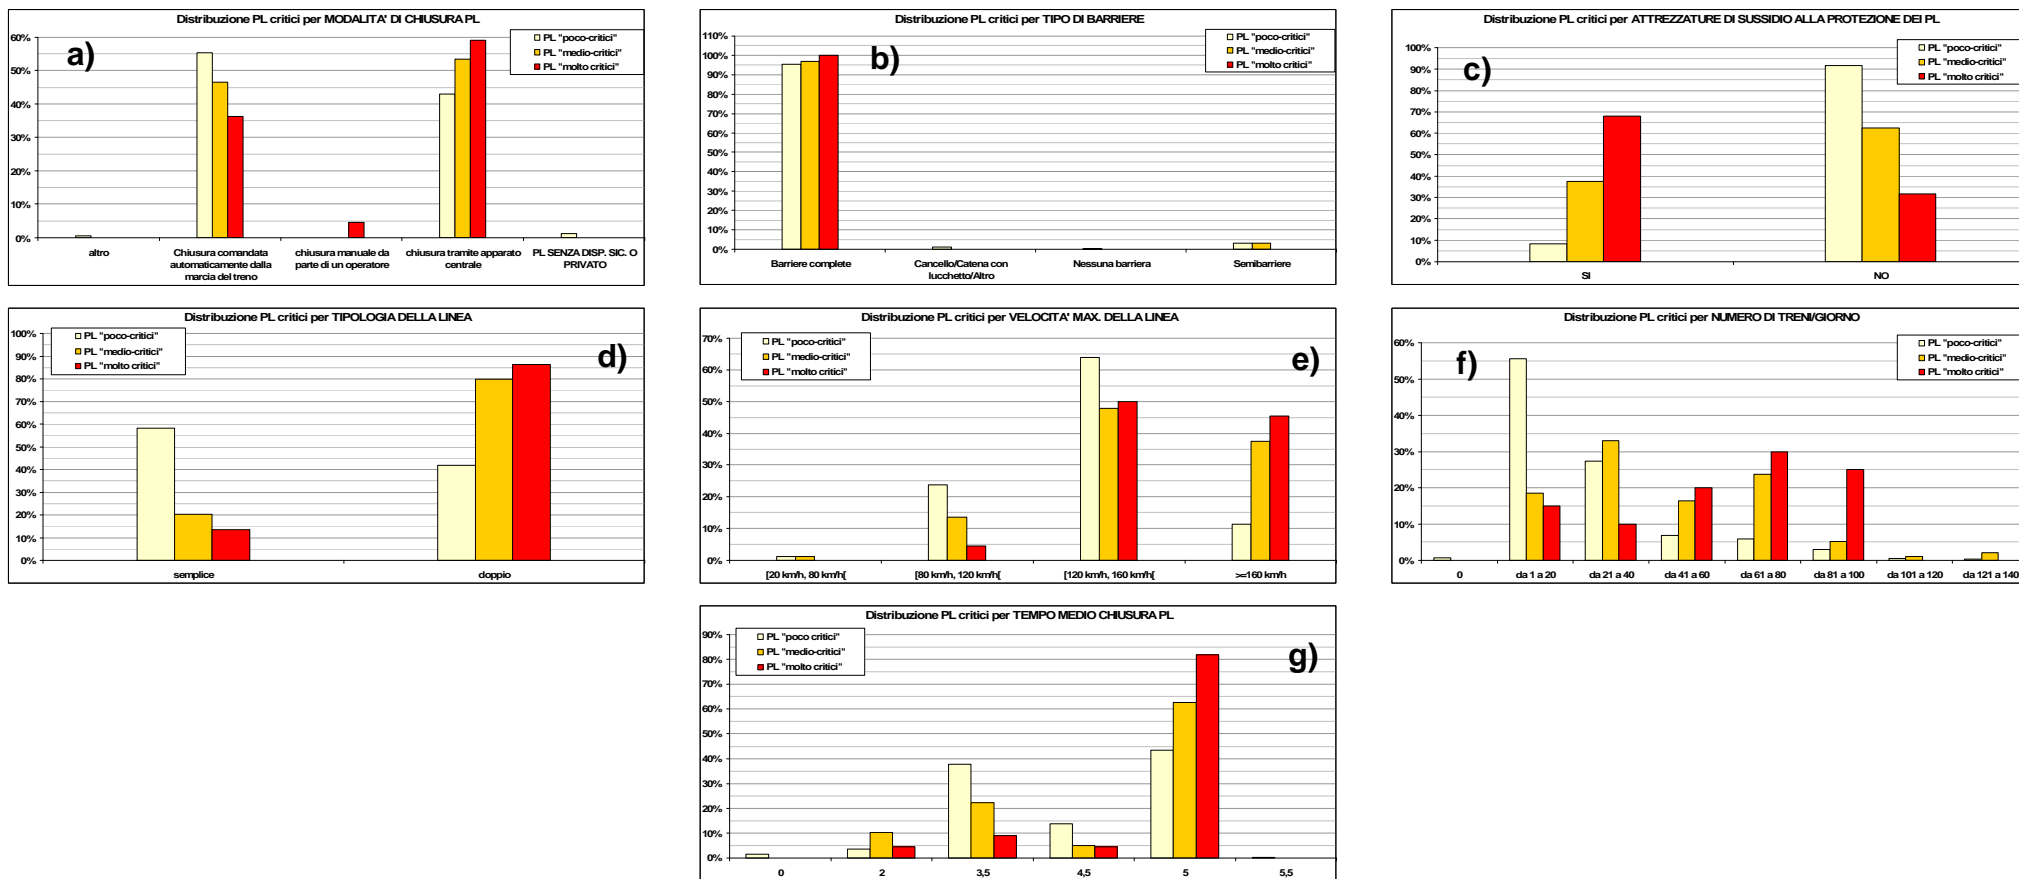 Distribuzione PL critici per MODALITA' DI CHIUSURA PL
a)
PL "poco-critici"
PL "medio-critici"
PL "molto critici"
60%
50%
40%
30%
20%
10%
0%
altro
Chiusura comandata automaticamente dalla marcia del treno
chiusura manuale da parte di un operatore
chiusura tramite apparato centrale
PL SENZA DISP. SIC. O PRIVATO
Distribuzione PL critici per TIPO DI BARRIERE
b)
PL "poco-critici"
PL "medio-critici"
PL "molto critici"
110%
100%
90%
80%
70%
60%
50%
40%
30%
20%
10%
0%
Barriere complete
Cancello/Catena con lucchetto/Altro
Nessuna barriera
Semibarriere
Distribuzione PL critici per ATTREZZATURE DI SUSSIDIO ALLA PROTEZIONE DEI PL
c)
PL "poco-critici"
PL "medio-critici"
PL "molto critici"
100%
90%
80%
70%
60%
50%
40%
30%
20%
10%
0%
SI
NO
Distribuzione PL critici per TIPOLOGIA DELLA LINEA
d)
PL "poco-critici"
PL "medio-critici"
PL "molto critici"
100%
90%
80%
70%
60%
50%
40%
30%
20%
10%
0%
semplice
doppio
Distribuzione PL critici per VELOCITA' MAX. DELLA LINEA
e)
PL "poco-critici"
PL "medio-critici"
PL "molto critici"
70%
60%
50%
40%
30%
20%
10%
0%
[20 km/h, 80 km/h[
[80 km/h, 120 km/h[
[120 km/h, 160 km/h[
>=160 km/h
Distribuzione PL critici per NUMERO DI TRENI/GIORNO
f)
PL "poco-critici"
PL "medio-critici"
PL "molto critici"
60%
50%
40%
30%
20%
10%
0%
0
da 1 a 20
da 21 a 40
da 41 a 60
da 61 a 80
da 81 a 100
da 101 a 120
da 121 a 140
Distribuzione PL critici per TEMPO MEDIO CHIUSURA PL
g)
PL "poco critici"
PL "medio-critici"
PL "molto critici"
90%
80%
70%
60%
50%
40%
30%
20%
10%
0%
0
2
3,5
4,5
5
5,5